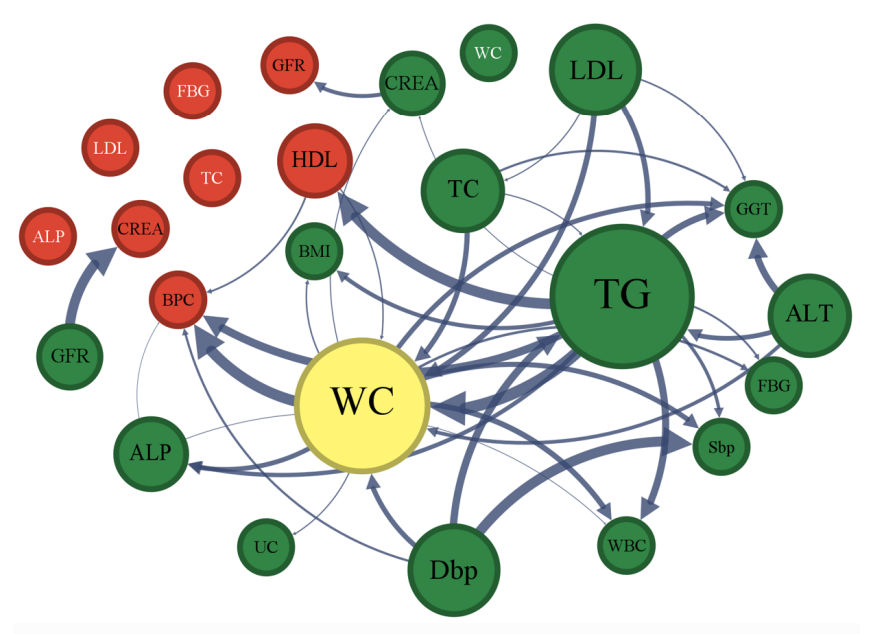 WC
GFR
LDL
CREA
FBG
LDL
HDL
TC
TC
GGT
ALP
CREA
BMI
BPC
TG
ALT
GFR
FBG
WC
Sbp
ALP
UC
WBC
Dbp